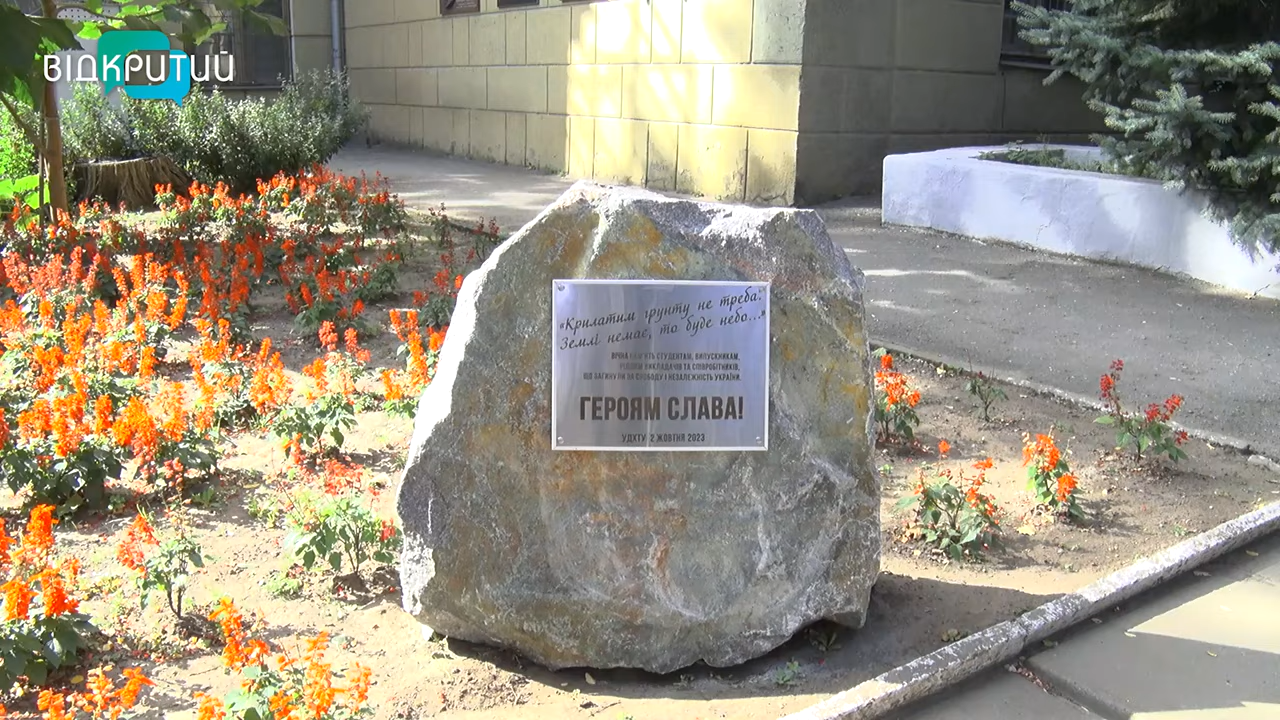 ВІДКРИТИЙ
«Крилатим ґрунту не треба.
Землі немає, то буде небо...»
ВІЧНА ПАМ'ЯТЬ СТУДЕНТАМ, ВИПУСКНИКАМ,
РІДНИМ ВИКЛАДАЧІВ ТА СПІВРОБІТНИКІВ,
ЩО ЗАГИНУЛИ ЗА СВОБОДУ І НЕЗАЛЕЖНІСТЬ УКРАЇНИ.
ГЕРОЯМ СЛАВА!
УДХТУ 2 ЖОВТНЯ 2023